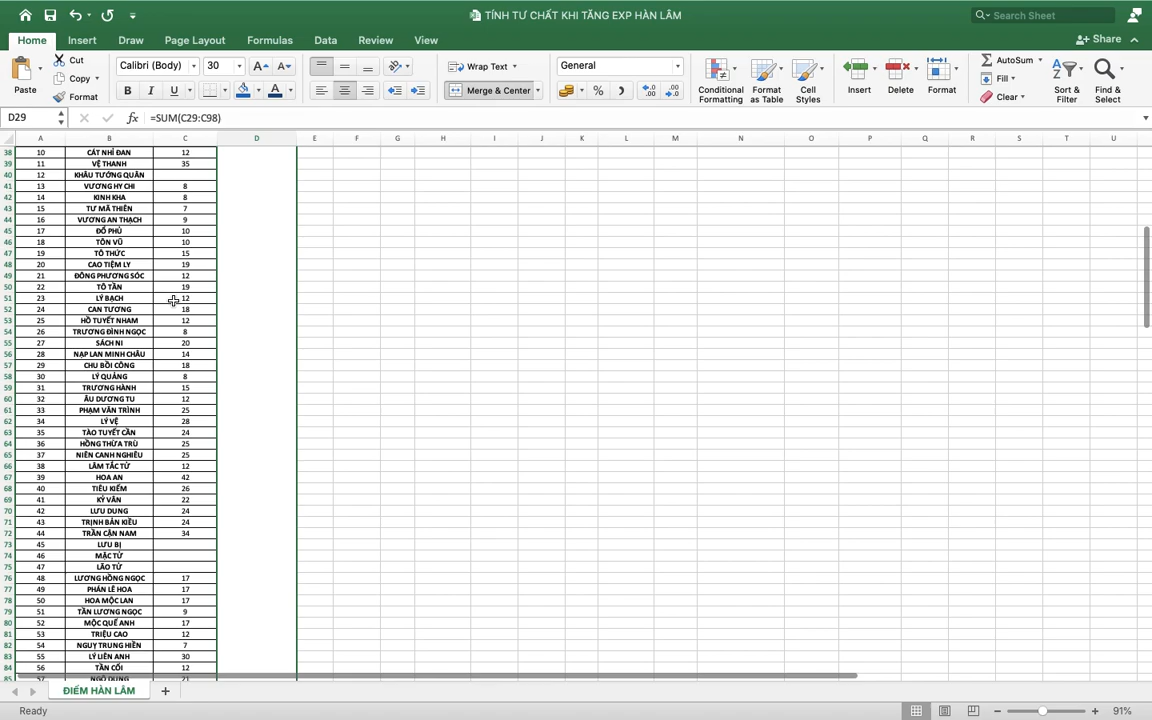 TÍNH TƯ CHẤT KHI TĂNG EXP HÀN LÂM
Search Sheet
Home Insert Draw Page Layout Formulas Data Review View
Share
Paste
Cut
Copy
Format
Calibri (Body) 30
B I U
Wrap Text
Merge & Center
General
Conditional Formatting
Format as Table
Cell Styles
Insert
Delete
Format
AutoSum
Fill
Clear
Sort & Filter
Find & Select
D29 fx =SUM(C29:C98)
A B C D E F G H I J K L M N O P Q R S T U
38 10 CÁT NHĨ ĐAN 12
39 11 VỆ THANH 35
40 12 KHẤU TƯỚNG QUÂN
41 13 VƯƠNG HY CHI 8
42 14 KINH KHA 8
43 15 TƯ MÃ THIÊN 7
44 16 VƯƠNG AN THẠCH 9
45 17 ĐỖ PHỦ 10
46 18 TÔN VŨ 10
47 19 TÔ THỨC 15
48 20 CAO TIỆM LY 19
49 21 ĐÔNG PHƯƠNG SÓC 12
50 22 TÔ TẦN 19
51 23 LÝ BẠCH 12
52 24 CAN TƯƠNG 18
53 25 HỒ TUYẾT NHAM 12
54 26 TRƯƠNG ĐÌNH NGỌC 8
55 27 SÁCH NI 20
56 28 NẠP LAN MINH CHÂU 14
57 29 CHU BỒI CÔNG 18
58 30 LÝ QUẢNG 8
59 31 TRƯƠNG HÀNH 15
60 32 ÂU DƯƠNG TU 12
61 33 PHẠM VĂN TRÌNH 25
62 34 LÝ VỆ 28
63 35 TÀO TUYẾT CẦN 24
64 36 HỒNG THỪA TRÙ 25
65 37 NIÊN CANH NGHIÊU 25
66 38 LÂM TẮC TỪ 12
67 39 HOA AN 42
68 40 TIÊU KIẾM 26
69 41 KỶ VÂN 22
70 42 LƯU DUNG 24
71 43 TRỊNH BẢN KIỀU 24
72 44 TRẦN CẬN NAM 34
73 45 LƯU BỊ
74 46 MẶC TỬ
75 47 LÃO TỬ
76 48 LƯƠNG HỒNG NGỌC 17
77 49 PHÀN LÊ HOA 17
78 50 HOA MỘC LAN 17
79 51 TẦN LƯƠNG NGỌC 9
80 52 MỘC QUẾ ANH 17
81 53 TRIỆU CAO 12
82 54 NGUỴ TRUNG HIỀN 7
83 55 LÝ LIÊN ANH 30
84 56 TẦN CỐI 12
85 57 NGÔ DỤNG 21
ĐIỂM HÀN LÂM
Ready
91%